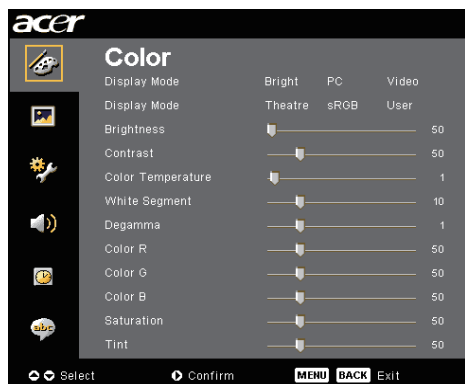 acer
Color
Display Mode Bright PC Video
Display Mode Theatre sRGB User
Brightness 50
Contrast 50
Color Temperature 1
White Segment 10
Degamma 1
Color R 50
Color G 50
Color B 50
Saturation 50
Tint 50
abc
Select Confirm MENU BACK Exit